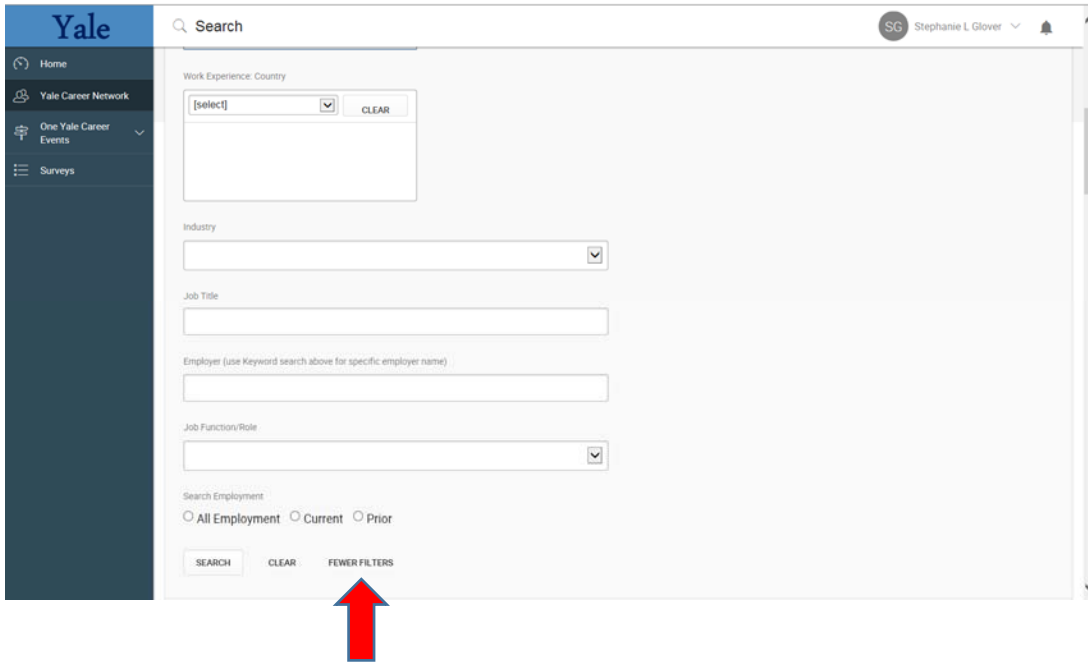 Yale
Search
SG Stephanie L Glover
Home
Yale Career Network
One Yale Career
Events
Surveys
Work Experience: Country
[select]
CLEAR
Industry
Job Title
Employer (use Keyword search above for specific employer name)
Job Function/Role
Search Employment
All Employment Current Prior
SEARCH CLEAR FEWER FILTERS